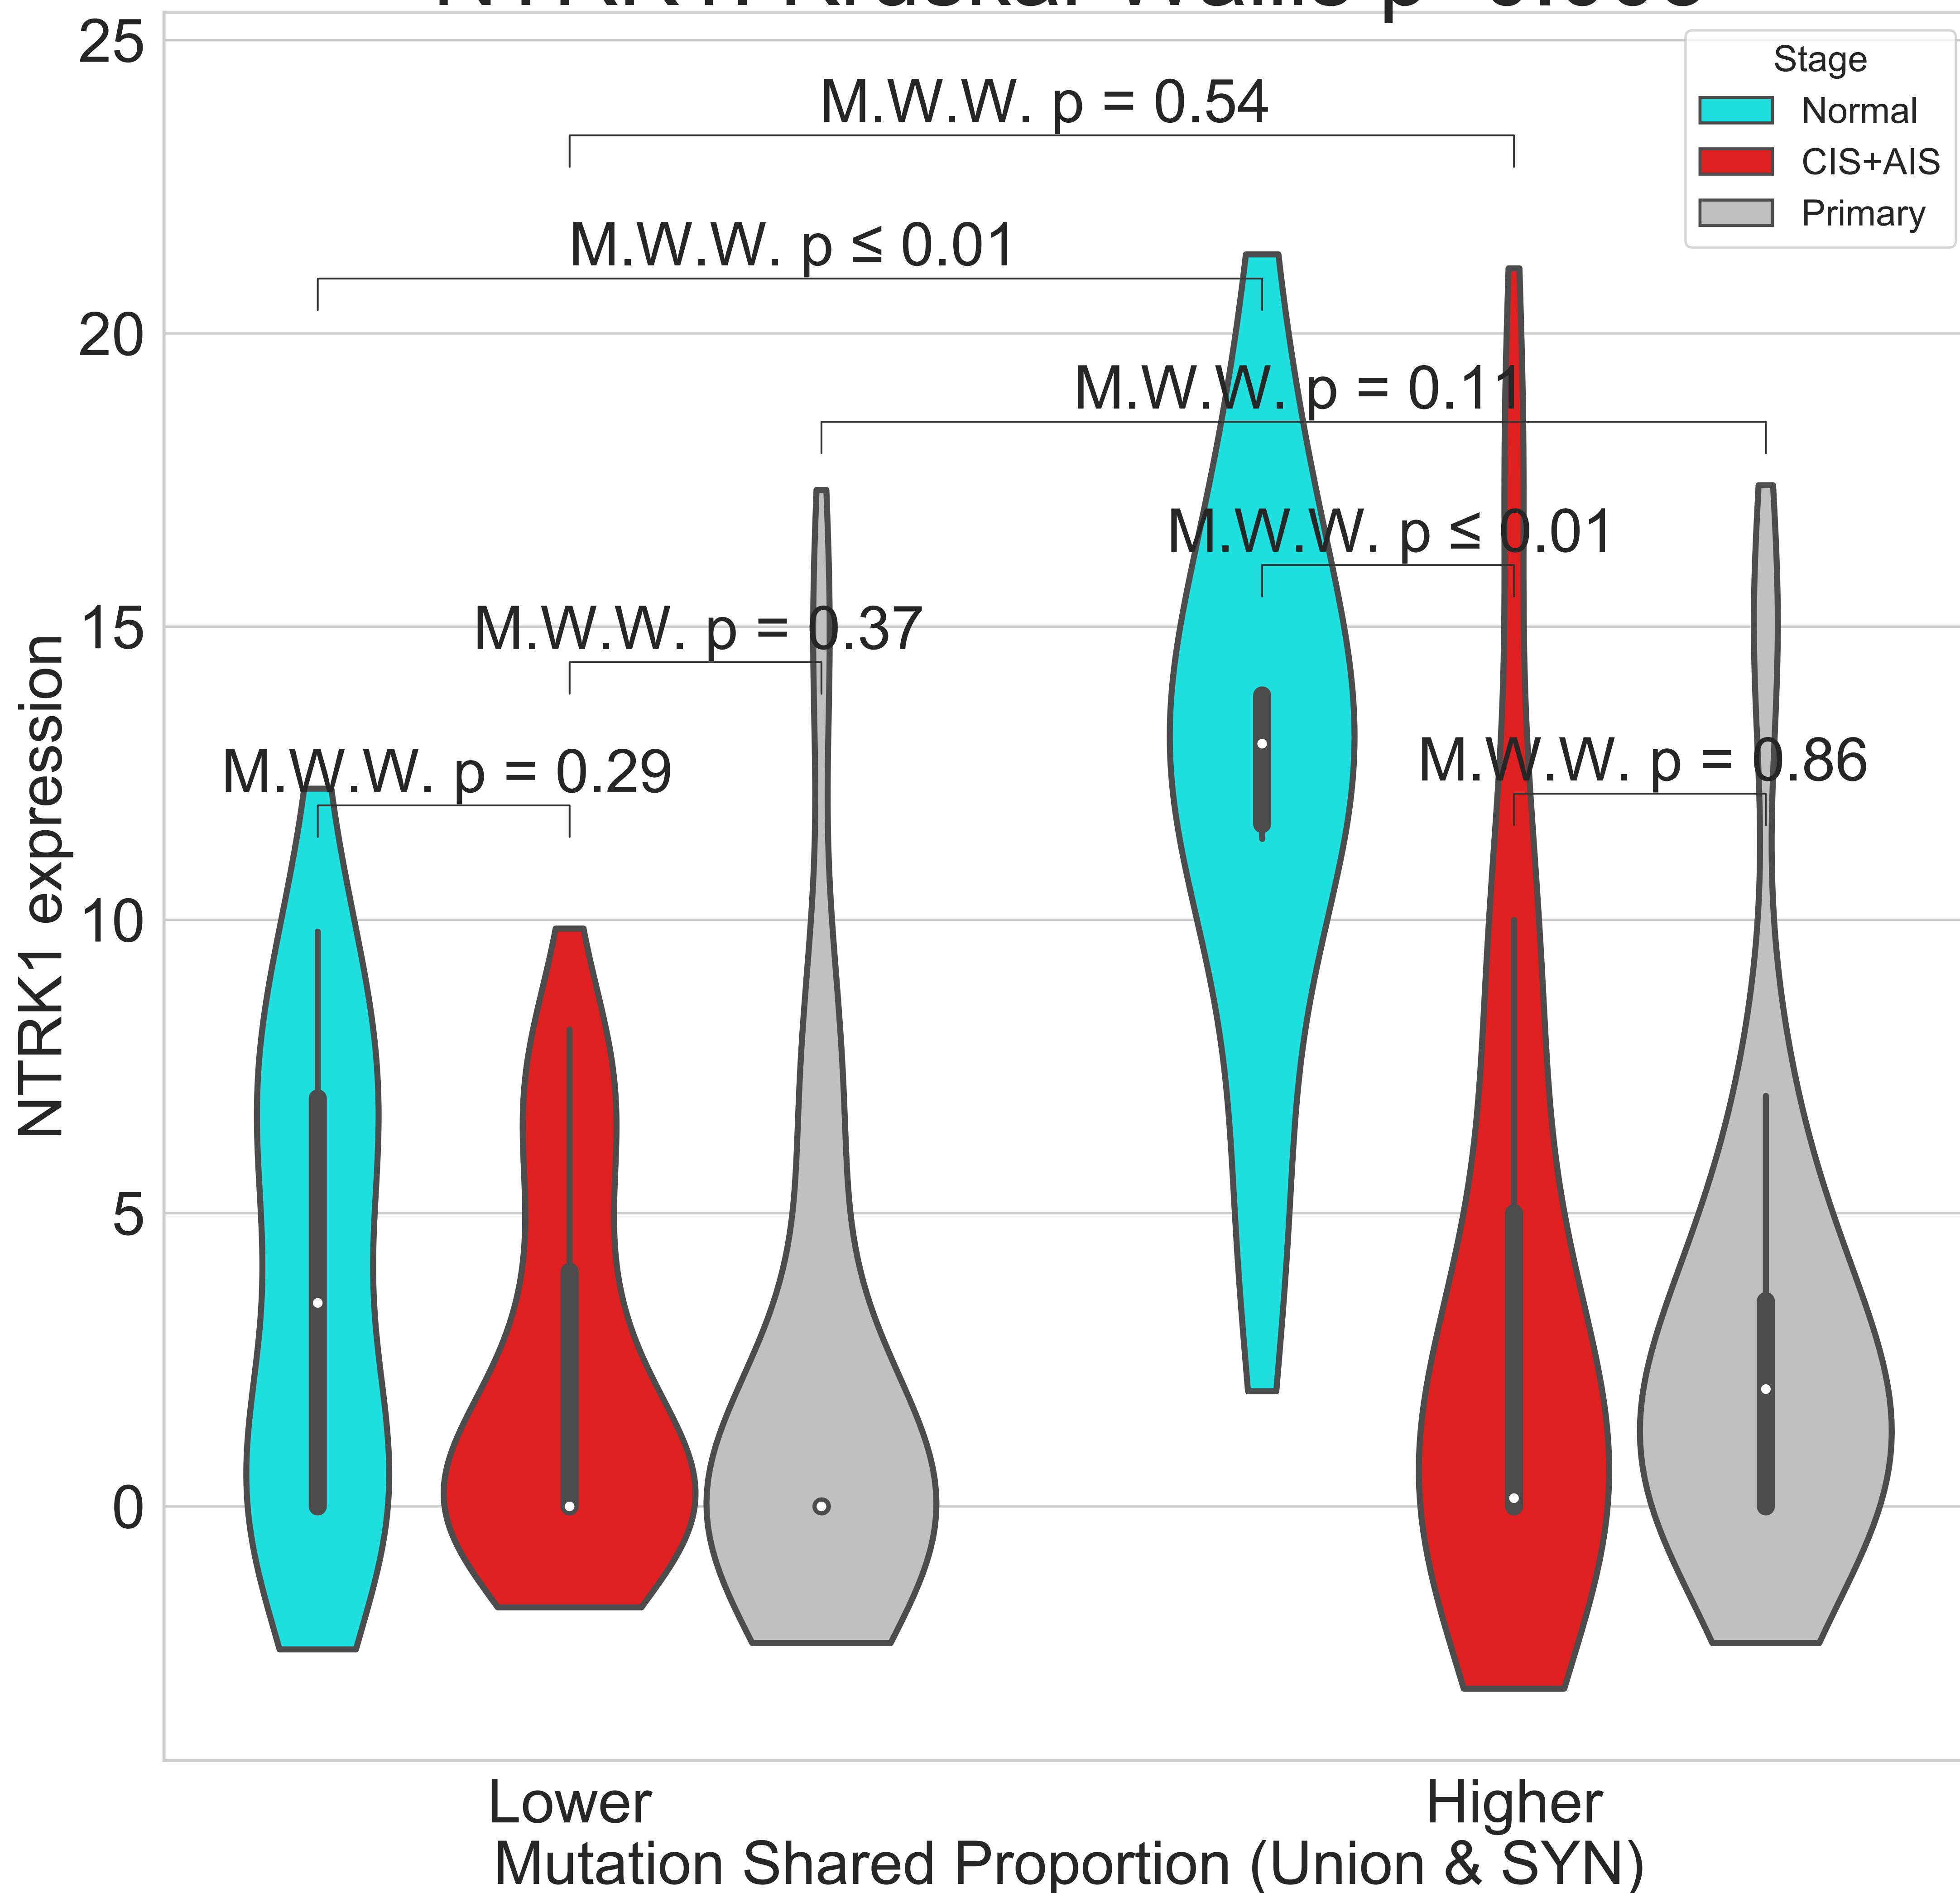 25
Stage
Normal
CIS+AIS
Primary
M.W.W. p = 0.54
M.W.W. p ≤ 0.01
20
M.W.W. p = 0.11
M.W.W. p ≤ 0.01
M.W.W. p = 0.37
15
M.W.W. p = 0.29
M.W.W. p = 0.86
NTRK1 expression
10
5
0
Lower
Higher
Mutation Shared Proportion (Union & SYN)